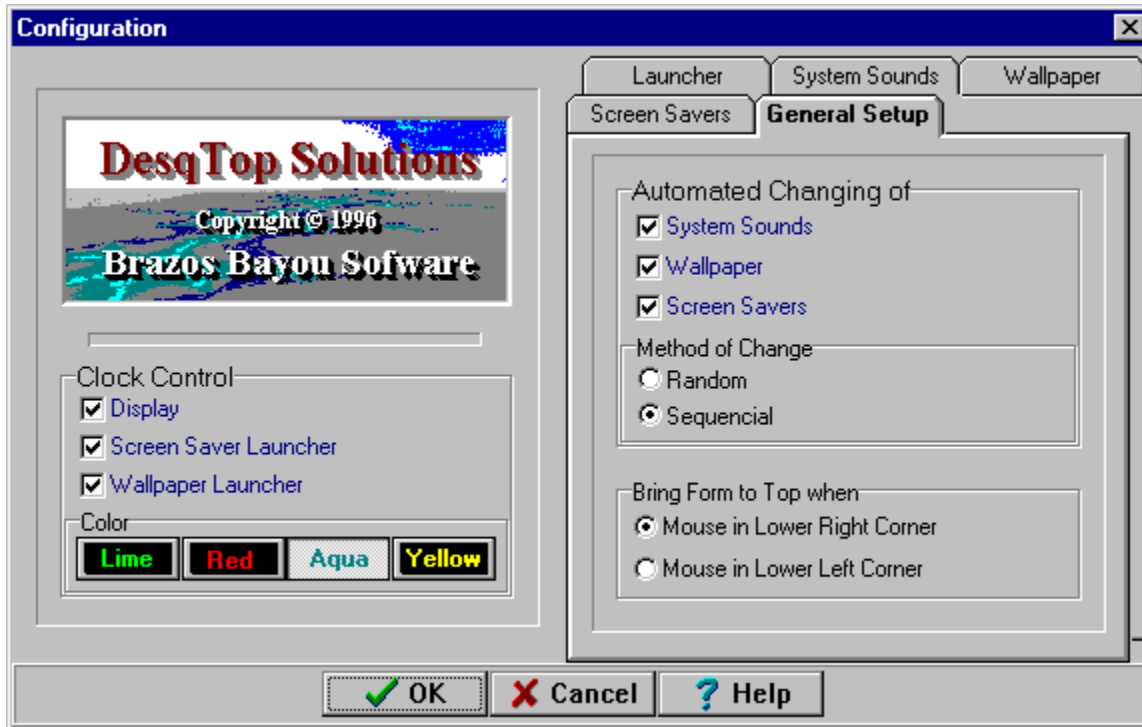 Configuration
DesqTop Solutions
Copyright © 1996
Brazos Bayou Sofware
Clock Control
Display
Screen Saver Launcher
Wallpaper Launcher
Color
Lime Red Aqua Yellow
Launcher System Sounds Wallpaper
Screen Savers General Setup
Automated Changing of
System Sounds
Wallpaper
Screen Savers
Method of Change
Random
Sequencial
Bring Form to Top when
Mouse in Lower Right Corner
Mouse in Lower Left Corner
OK Cancel ? Help